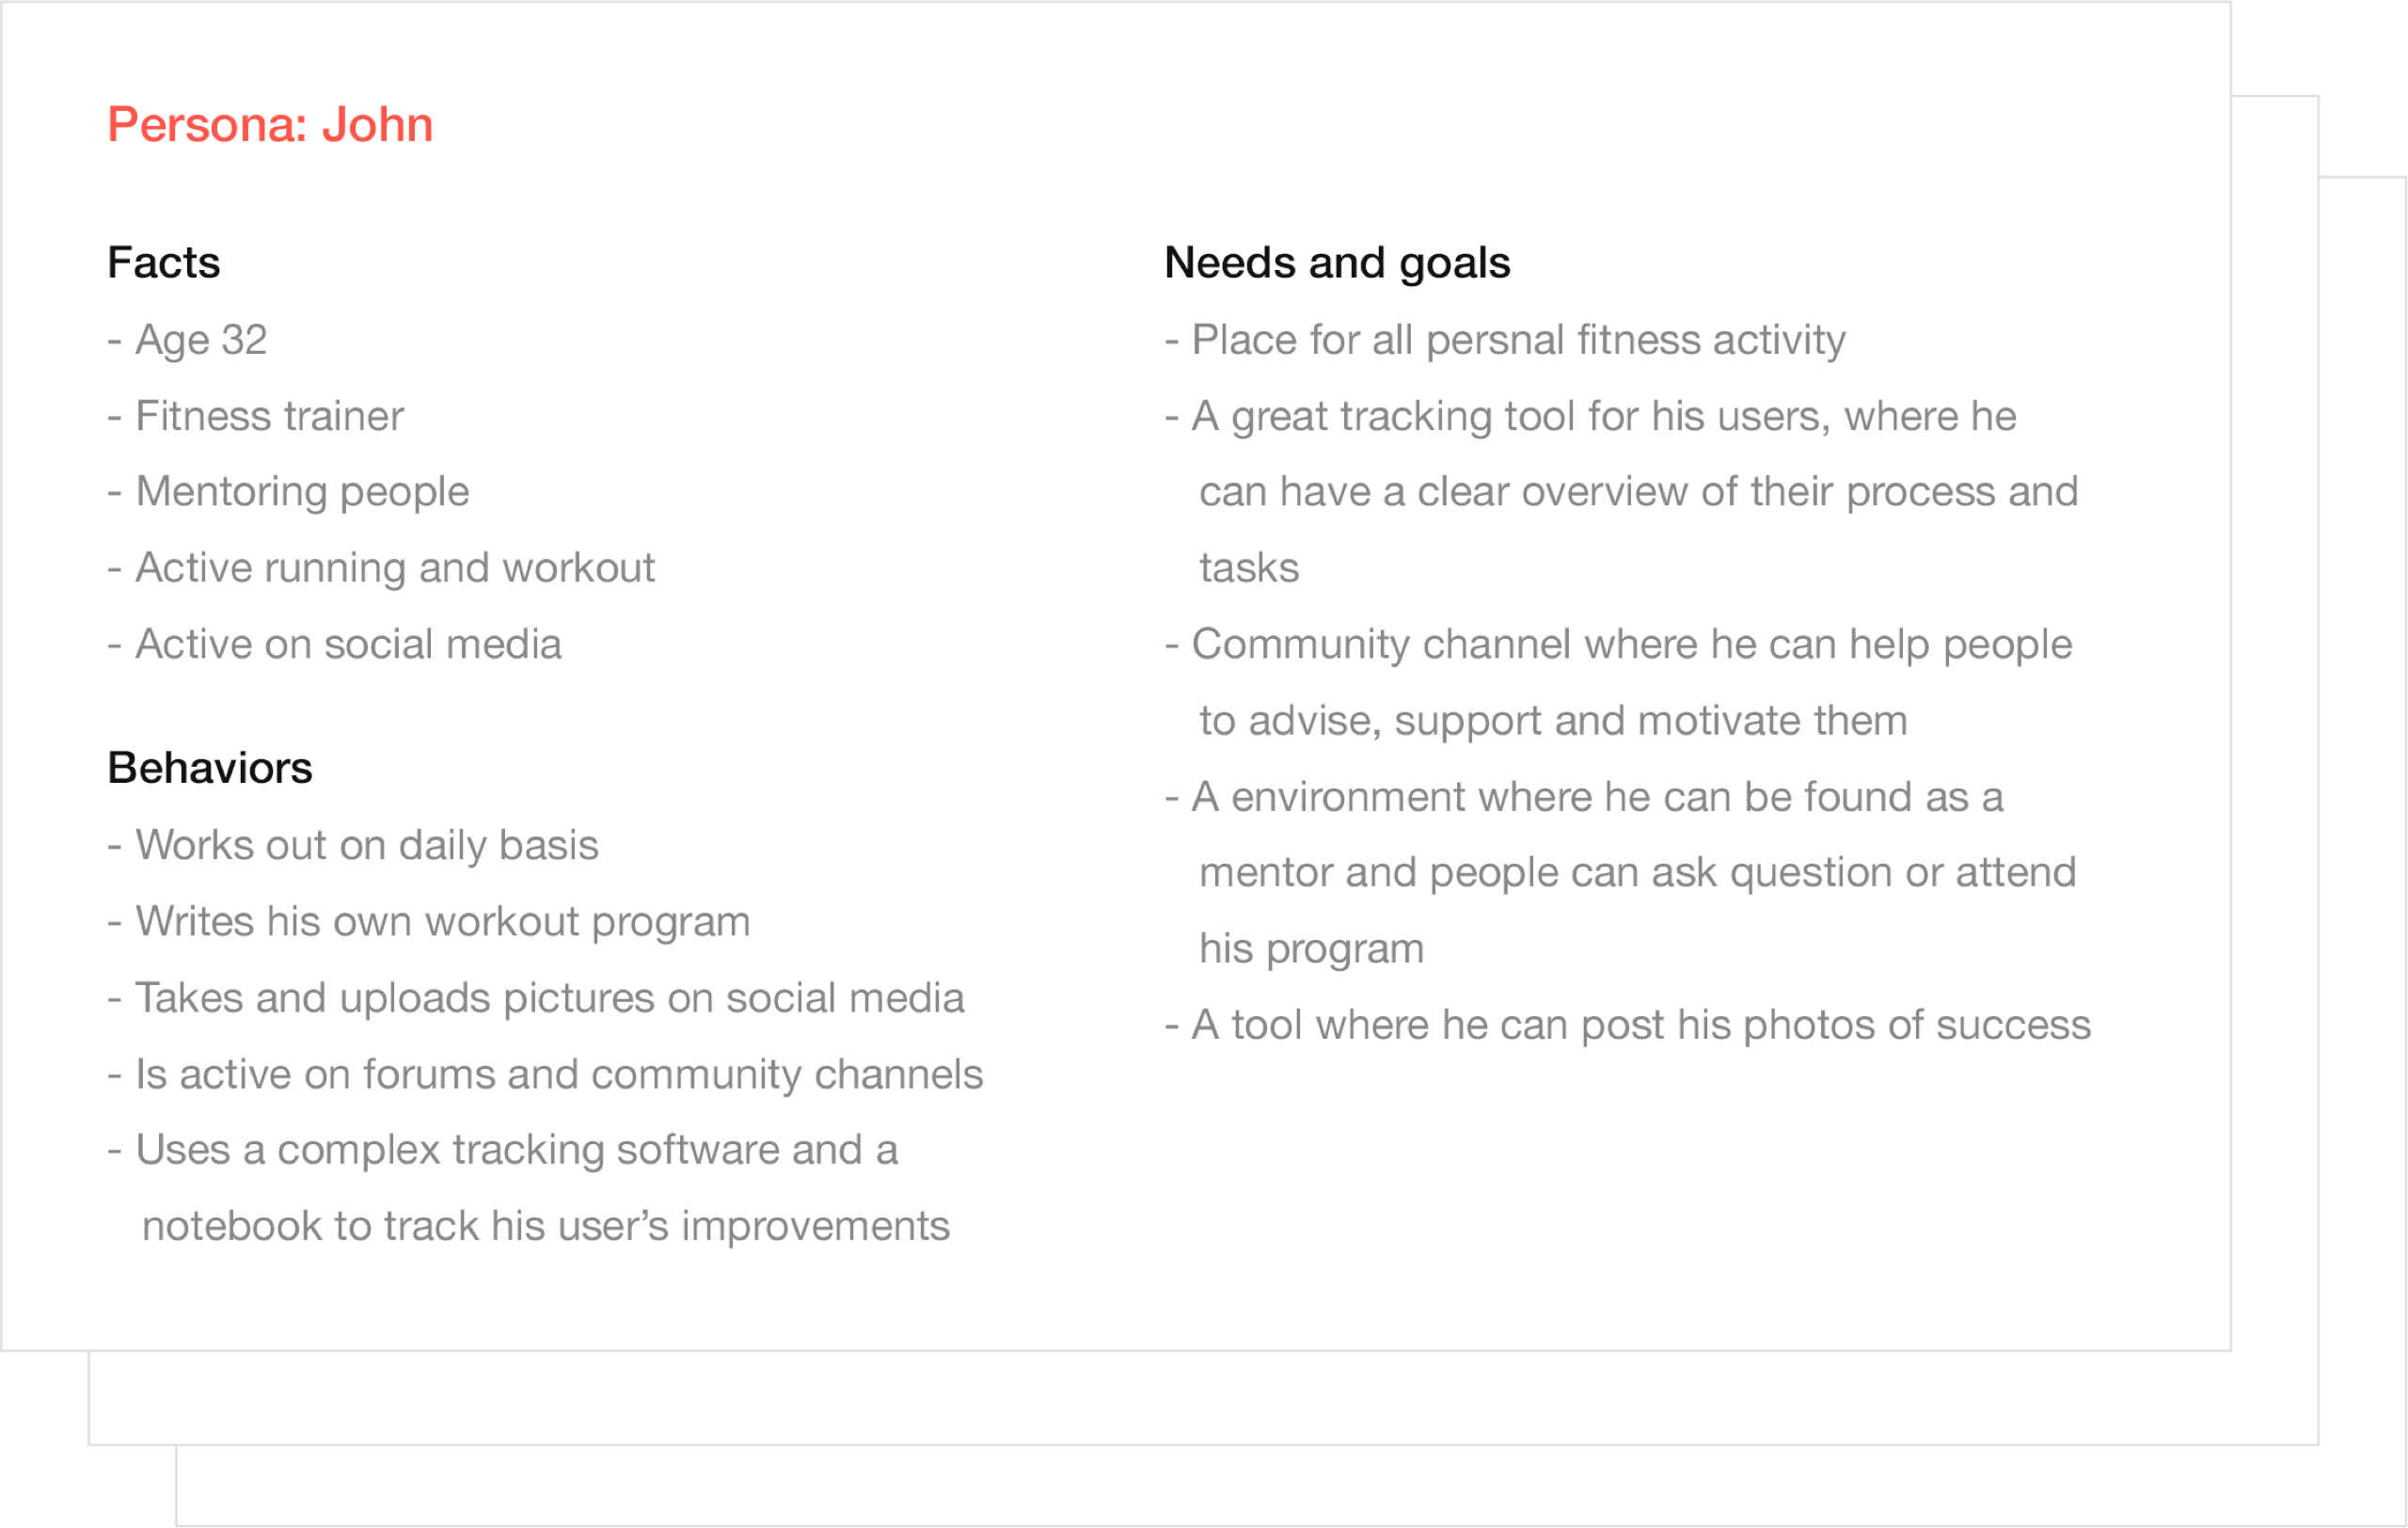 Persona: John
Facts
- Age 32
- Fitness trainer
- Mentoring people
- Active running and workout
- Active on social media
Behaviors
- Works out on daily basis
- Writes his own workout program
- Takes and uploads pictures on social media
- Is active on forums and community channels
- Uses a complex tracking software and a
notebook to track his user’s improvements
Needs and goals
- Place for all persnal fitness activity
- A great tracking tool for his users, where he
can have a clear overview of their process and
tasks
- Community channel where he can help people
to advise, support and motivate them
- A environment where he can be found as a
mentor and people can ask question or attend
his program
- A tool where he can post his photos of success